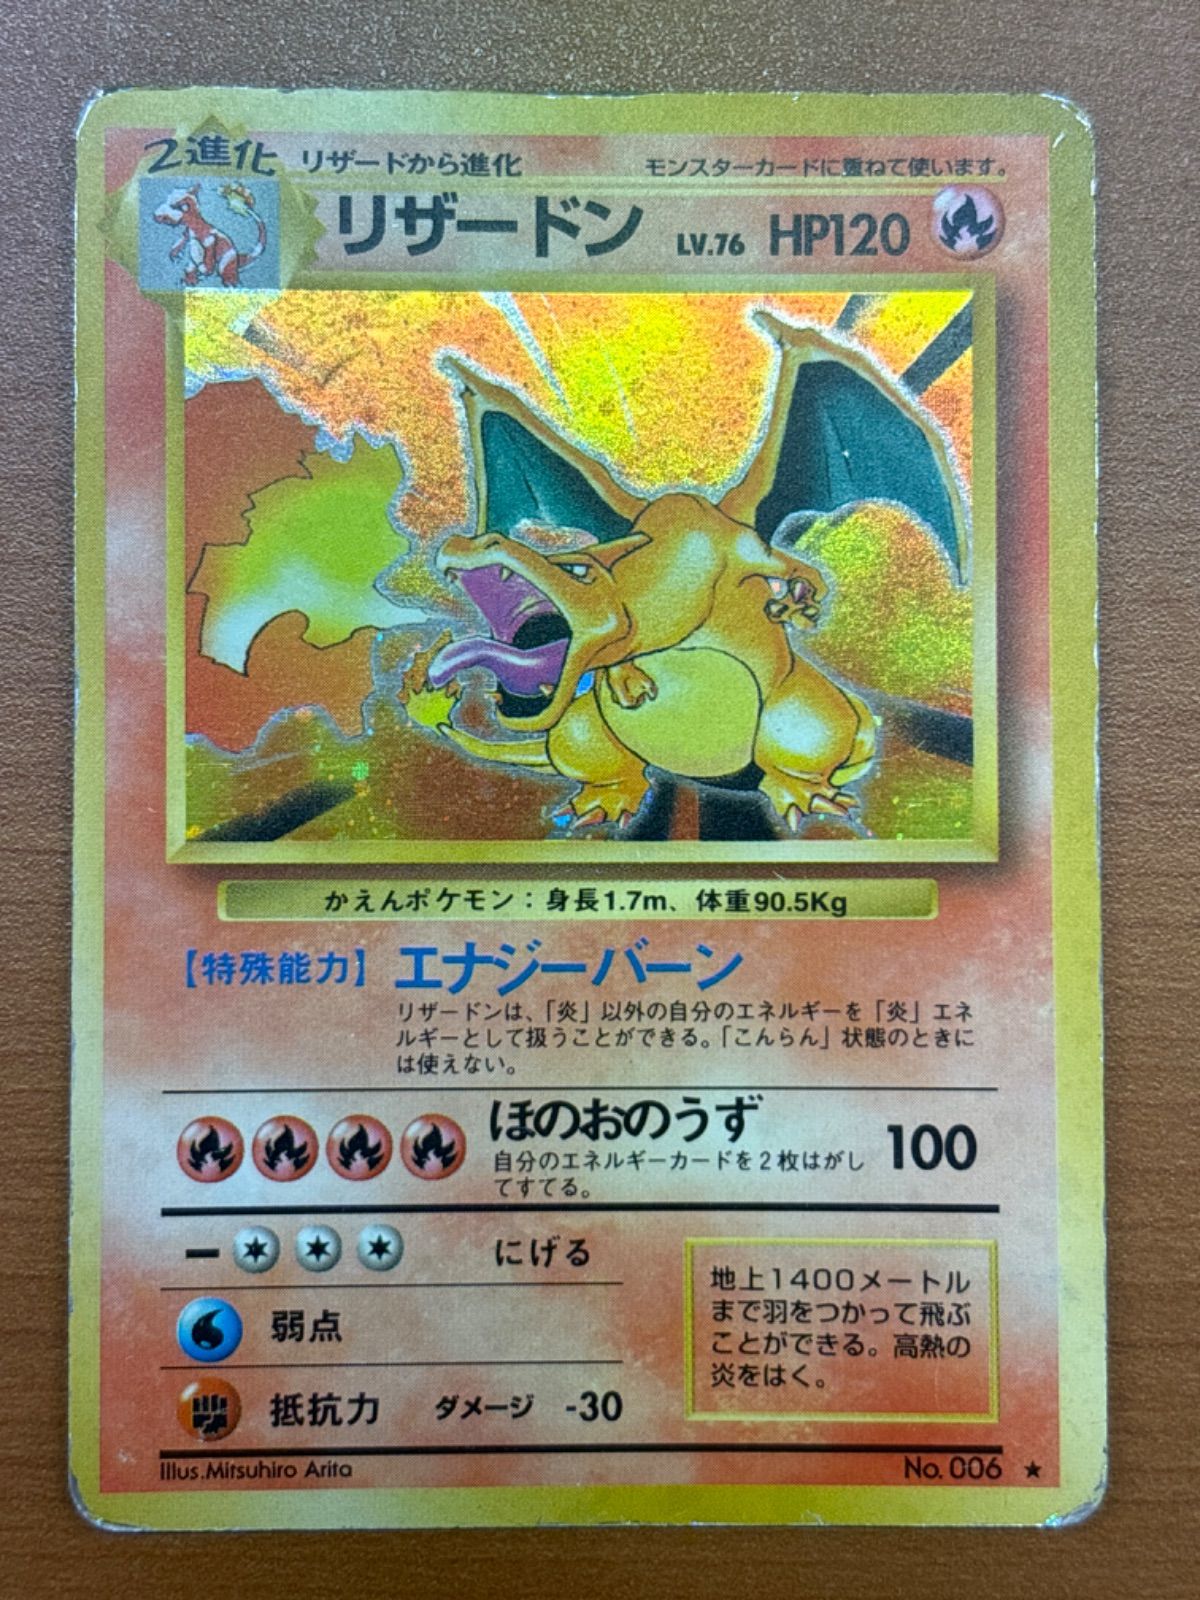 2進化 リザードから進化 モンスターカードに重ねて使います。
リザードン LV.76 HP120
かえんポケモン：身長1.7m、体重90.5Kg
【特殊能力】エナジーバーン
リザードンは、「炎」以外の自分のエネルギーを「炎」エネ
ルギーとして扱うことができる。「こんらん」状態のときに
は使えない。
ほのおのうず 100
自分のエネルギーカードを2枚はがし
てすてる。
にげる
弱点
抵抗力 ダメージ -30
地上1400メートル
まで羽をつかって飛ぶ
ことができる。高熱の
炎をはく。
Illus.Mitsuhiro Arita No.006 ★